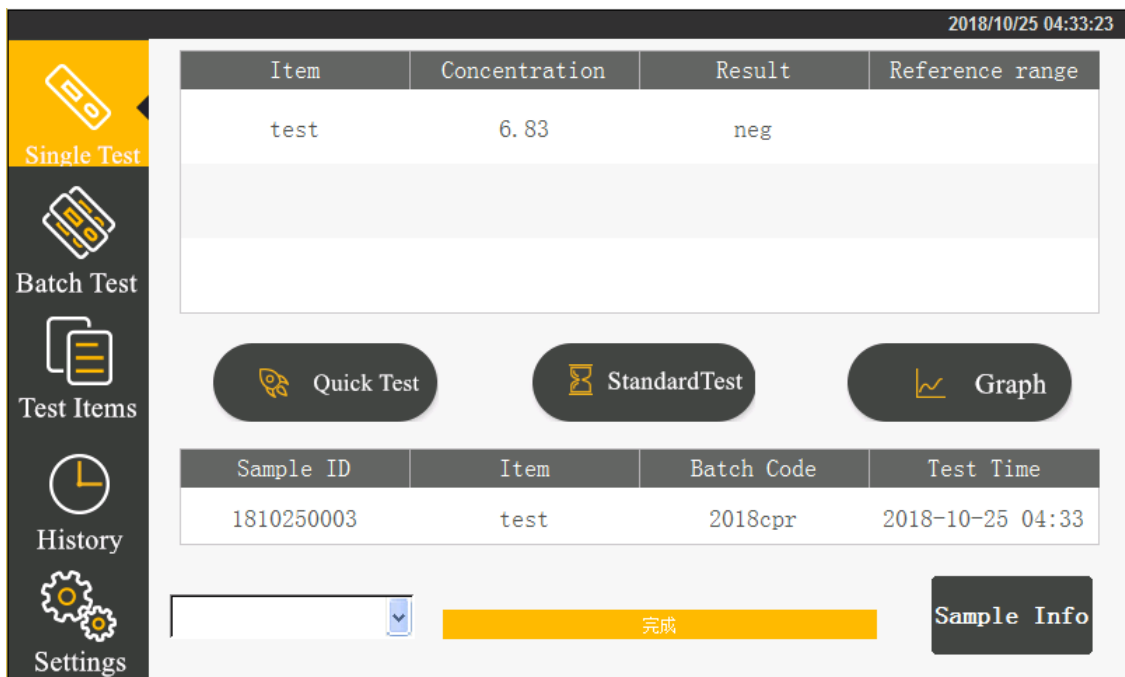 2018/10/25 04:33:23
Single Test
Batch Test
Test Items
History
Settings
Item Concentration Result Reference range
test 6.83 neg
Quick Test StandardTest Graph
Sample ID Item Batch Code Test Time
1810250003 test 2018cpr 2018-10-25 04:33
完成 Sample Info